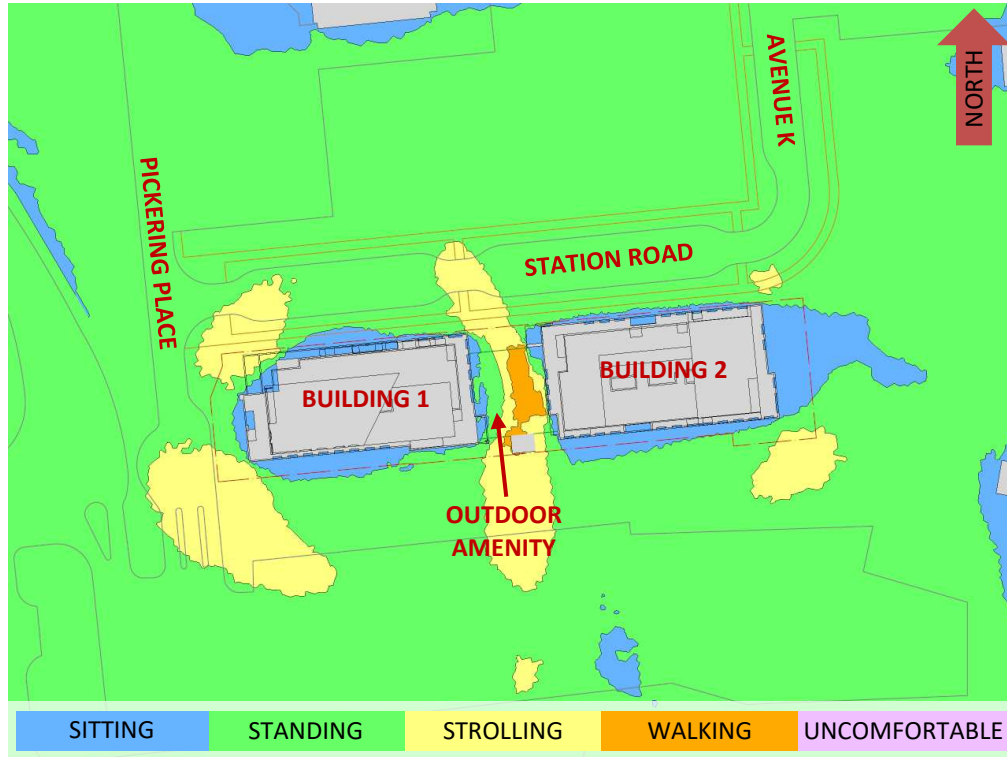 NORTH
AVENUE K
PICKERING PLACE
STATION ROAD
BUILDING 1
BUILDING 2
OUTDOOR
AMENITY
SITTING
STANDING
STROLLING
WALKING
UNCOMFORTABLE